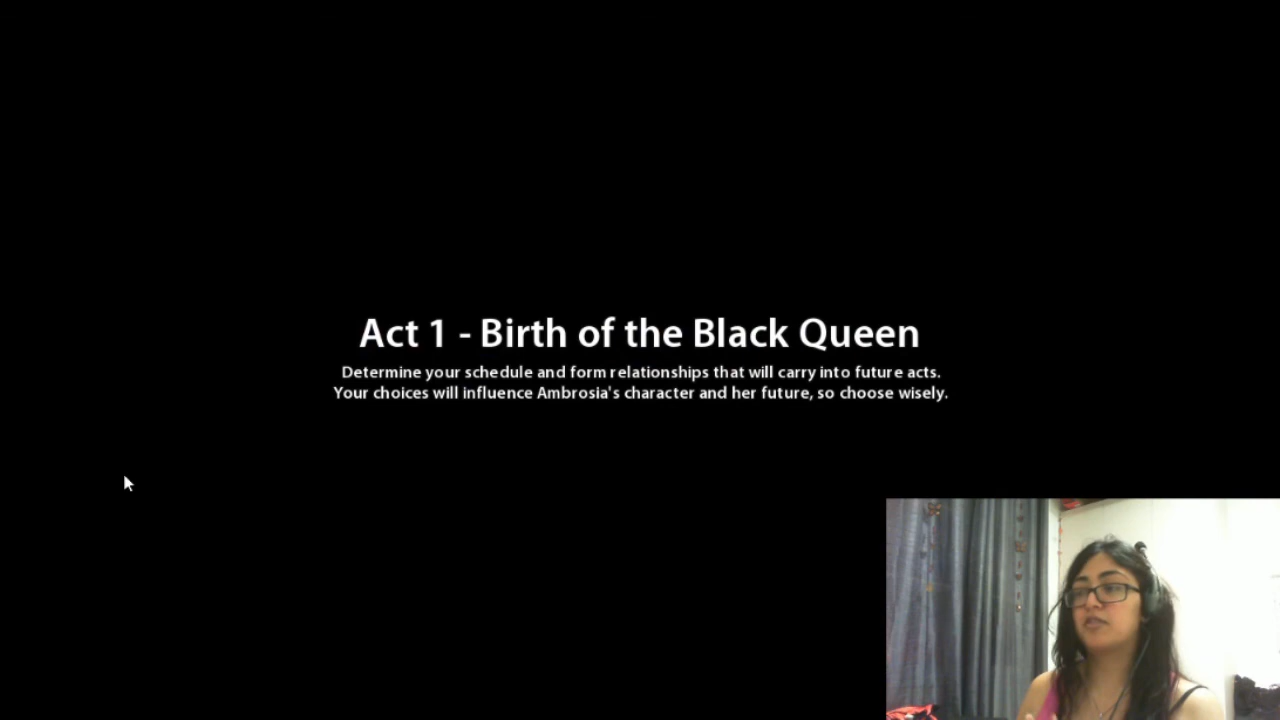 Act 1 - Birth of the Black Queen
Determine your schedule and form relationships that will carry into future acts.
Your choices will influence Ambrosia's character and her future, so choose wisely.